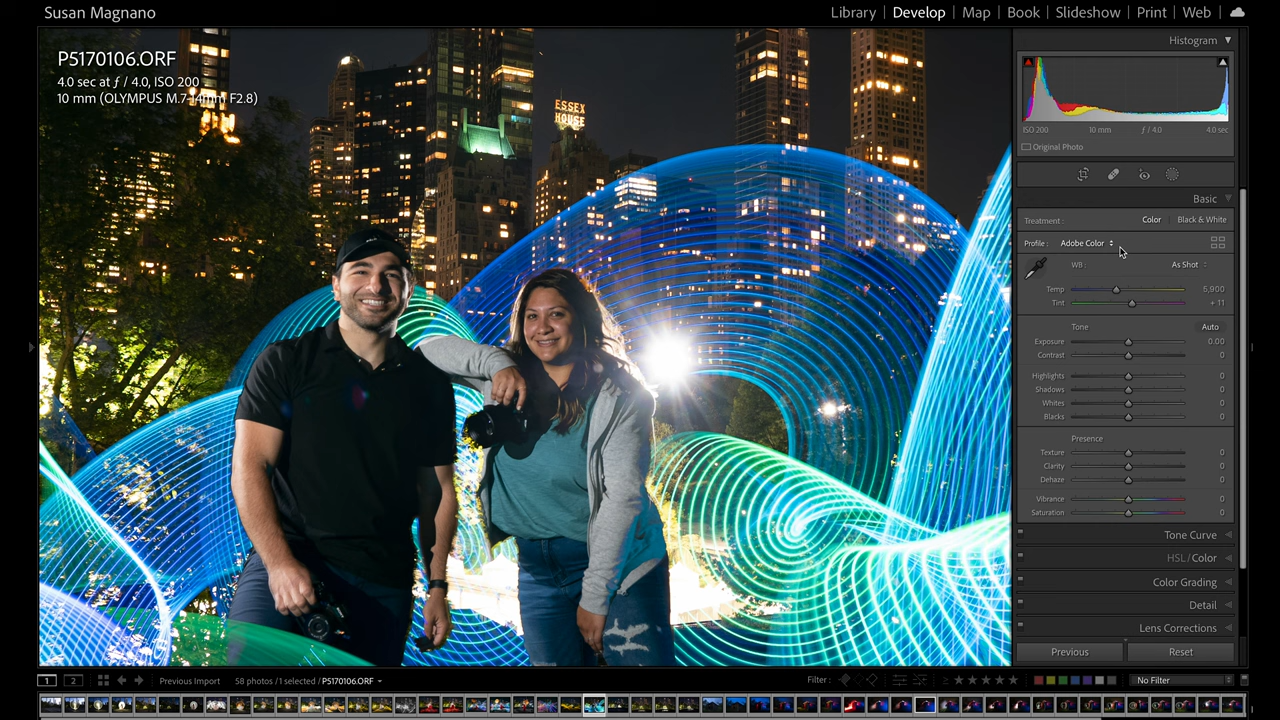 Susan Magnano
Library | Develop | Map | Book | Slideshow | Print | Web
P5170106.ORF
4.0 sec at ƒ / 4.0, ISO 200
10 mm (OLYMPUS M.7-14mm F2.8)
ESSEX
HOUSE
Histogram
ISO 200 10 mm ƒ / 4.0 4.0 sec
Original Photo
Basic
Treatment : Color Black & White
Profile : Adobe Color
WB : As Shot
Temp 5,900
Tint + 11
Tone Auto
Exposure 0.00
Contrast 0
Highlights 0
Shadows 0
Whites 0
Blacks 0
Presence
Texture 0
Clarity 0
Dehaze 0
Vibrance 0
Saturation 0
Tone Curve
HSL / Color
Color Grading
Detail
Lens Corrections
Previous Reset
1 2 Previous Import 58 photos / 1 selected / P5170106.ORF Filter : No Filter